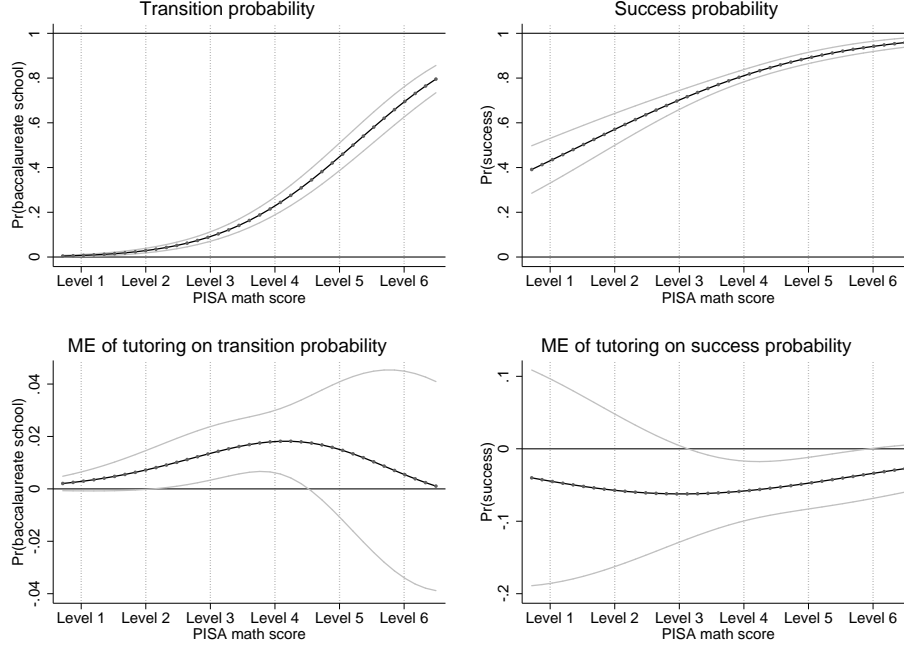 Transition probability
Pr(baccalaureate school)
1
.8
.6
.4
.2
0
Level 1 Level 2 Level 3 Level 4 Level 5 Level 6
PISA math score
Success probability
Pr(success)
1
.8
.6
.4
.2
0
Level 1 Level 2 Level 3 Level 4 Level 5 Level 6
PISA math score
ME of tutoring on transition probability
Pr(baccalaureate school)
.04
.02
0
-.02
-.04
Level 1 Level 2 Level 3 Level 4 Level 5 Level 6
PISA math score
ME of tutoring on success probability
Pr(success)
.1
0
-.1
-.2
Level 1 Level 2 Level 3 Level 4 Level 5 Level 6
PISA math score